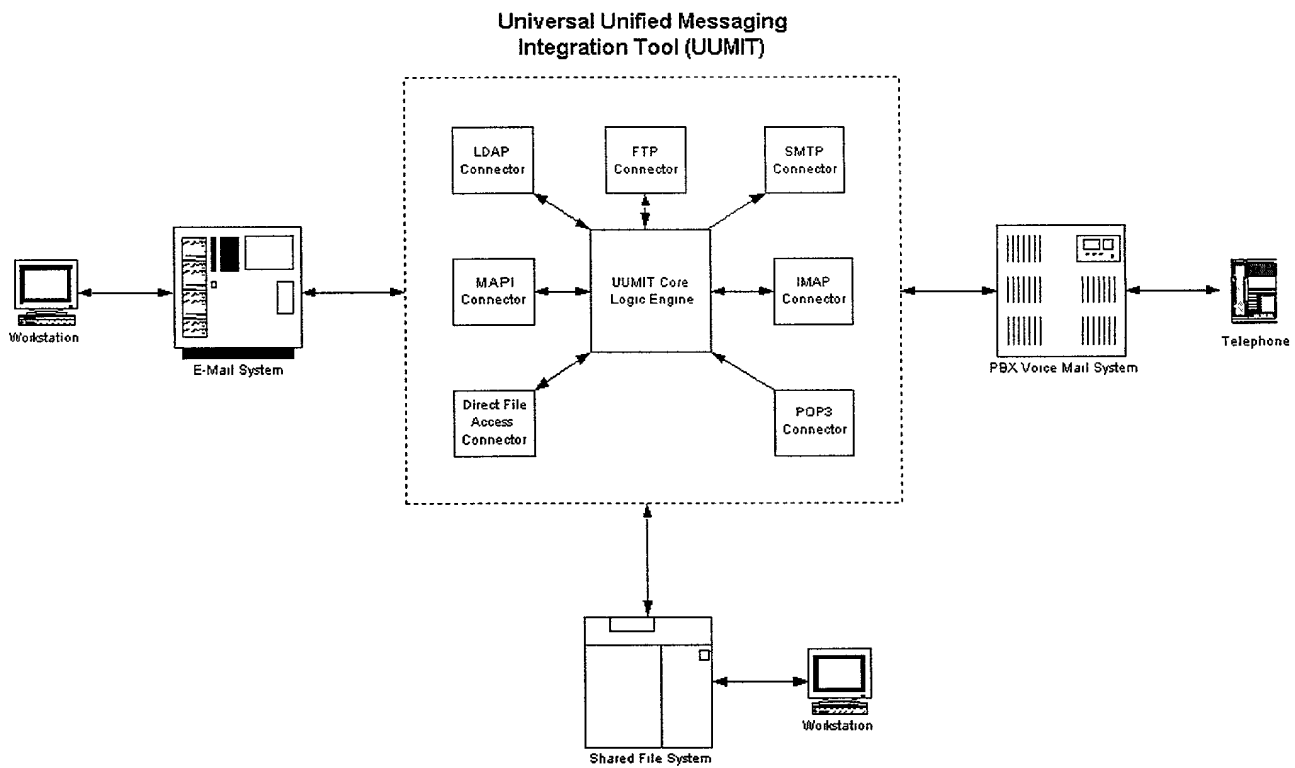 Universal Unified Messaging
Integration Tool (UUMIT)
LDAP
Connector
FTP
Connector
SMTP
Connector
MAPI
Connector
UUMIT Core
Logic Engine
IMAP
Connector
Workstation
E-Mail System
PBX Voice Mail System
Telephone
Direct File
Access
Connector
POP3
Connector
Workstation
Shared File System